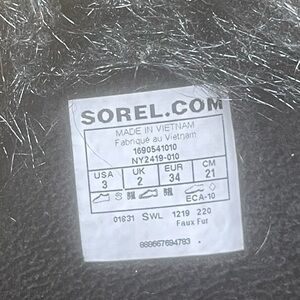 SOREL.COM
MADE IN VIETNAM
Fabriqué au Vietnam
1690541010
NY2419-010
USA UK EUR CM
3 2 34 21
ECA-10
01831 SWL 1219 220
Faux Fur
888667694783